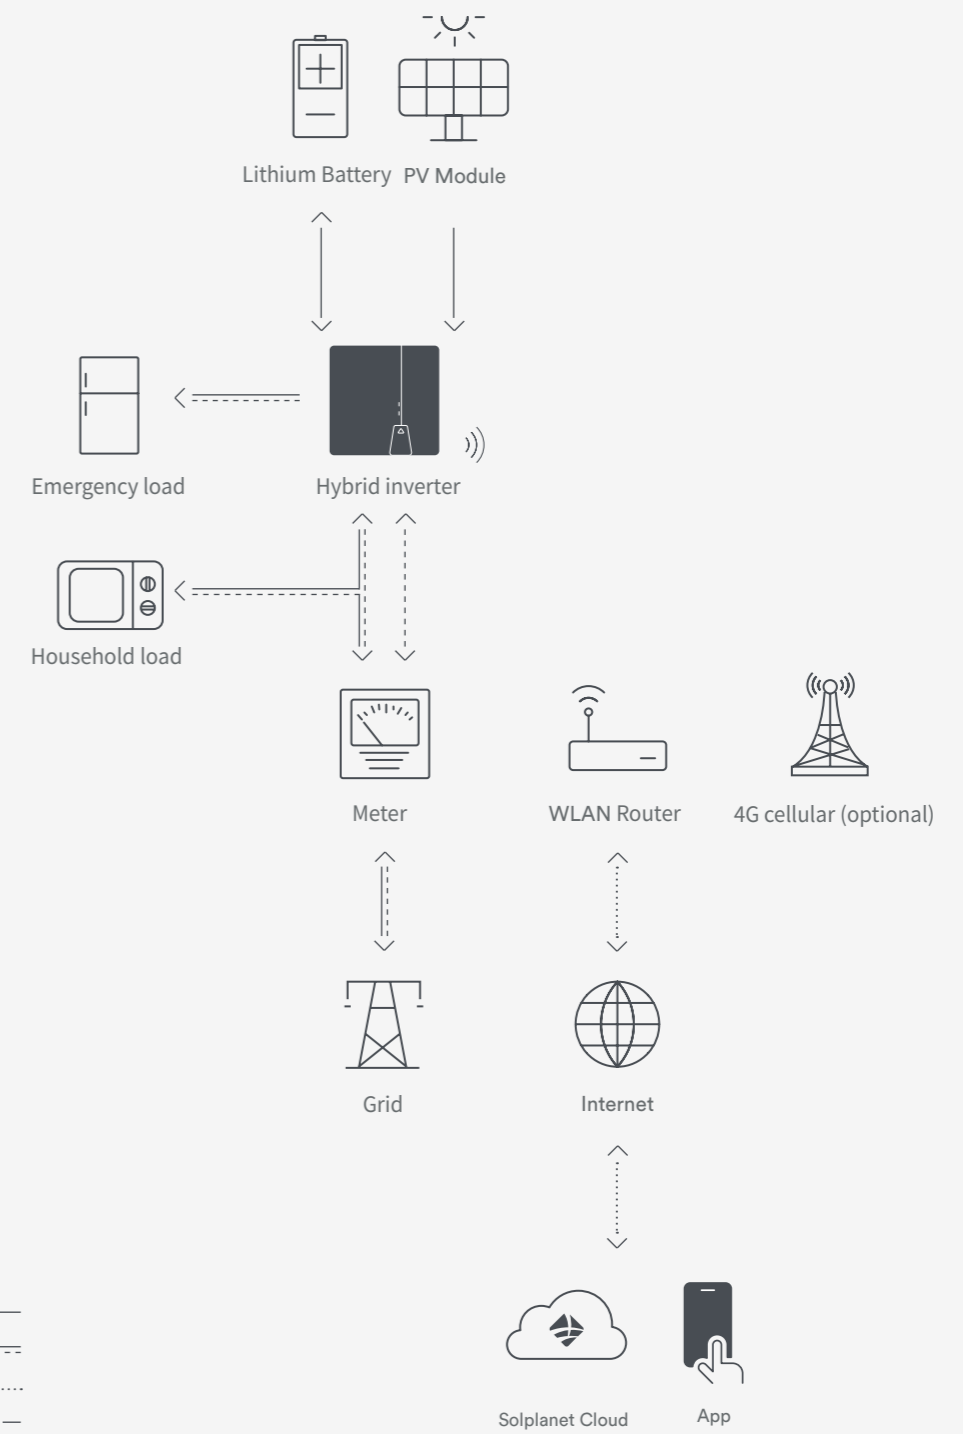 Lithium Battery PV Module
Emergency load Hybrid inverter
Household load
Meter WLAN Router 4G cellular (optional)
Grid Internet
Solplanet Cloud App